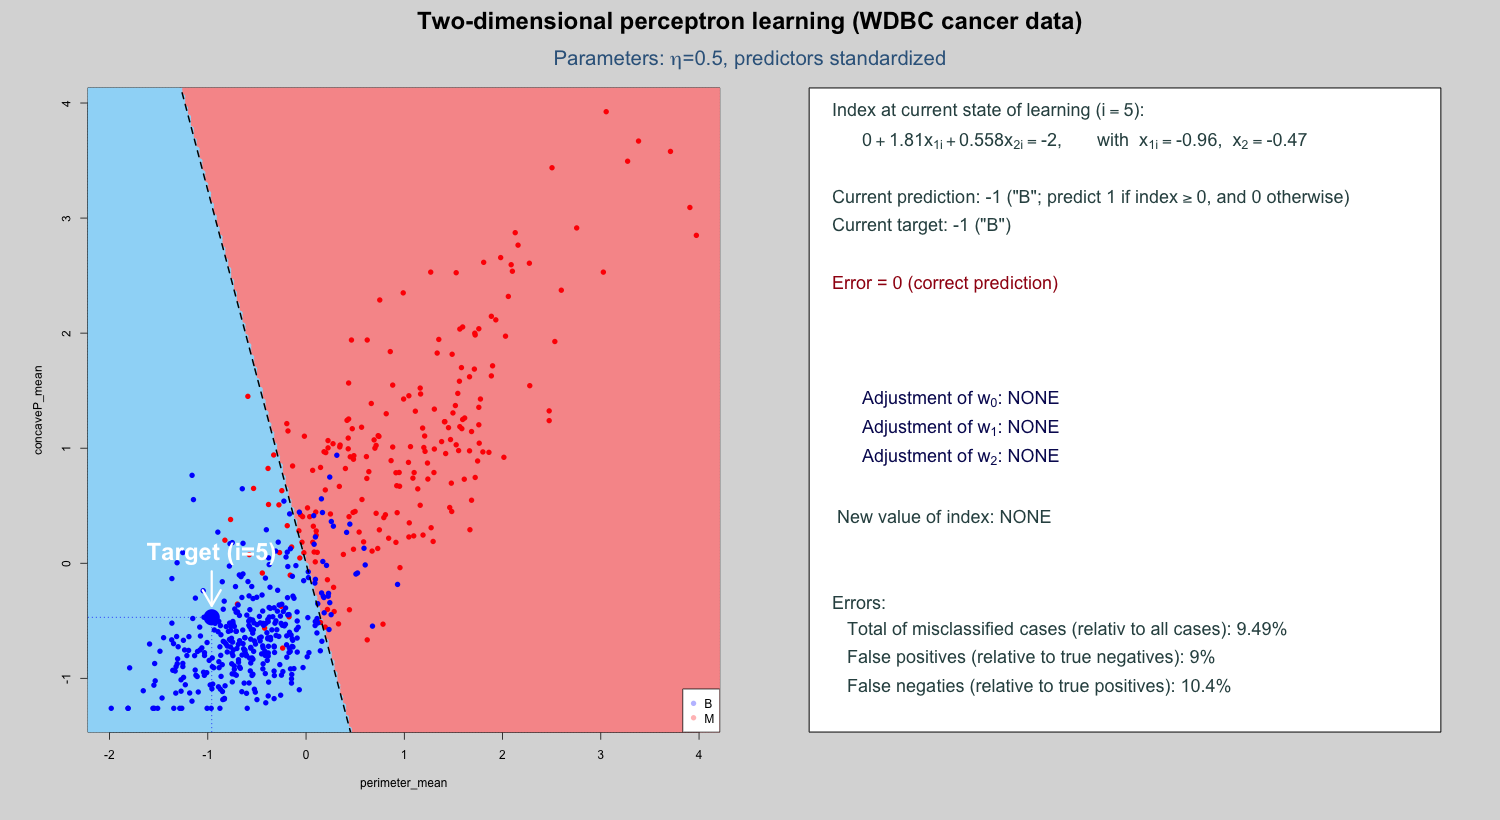 Two-dimensional perceptron learning (WDBC cancer data)
Parameters: η=0.5, predictors standardized
4
3
2
1
0
-1
concaveP_mean
Target (i=5)
B
M
-2 -1 0 1 2 3 4
perimeter_mean
Index at current state of learning (i = 5):
0 + 1.81x1i + 0.558x2i = -2, with x1i = -0.96, x2 = -0.47
Current prediction: -1 ("B"; predict 1 if index ≥ 0, and 0 otherwise)
Current target: -1 ("B")
Error = 0 (correct prediction)
Adjustment of w0: NONE
Adjustment of w1: NONE
Adjustment of w2: NONE
New value of index: NONE
Errors:
Total of misclassified cases (relativ to all cases): 9.49%
False positives (relative to true negatives): 9%
False negaties (relative to true positives): 10.4%